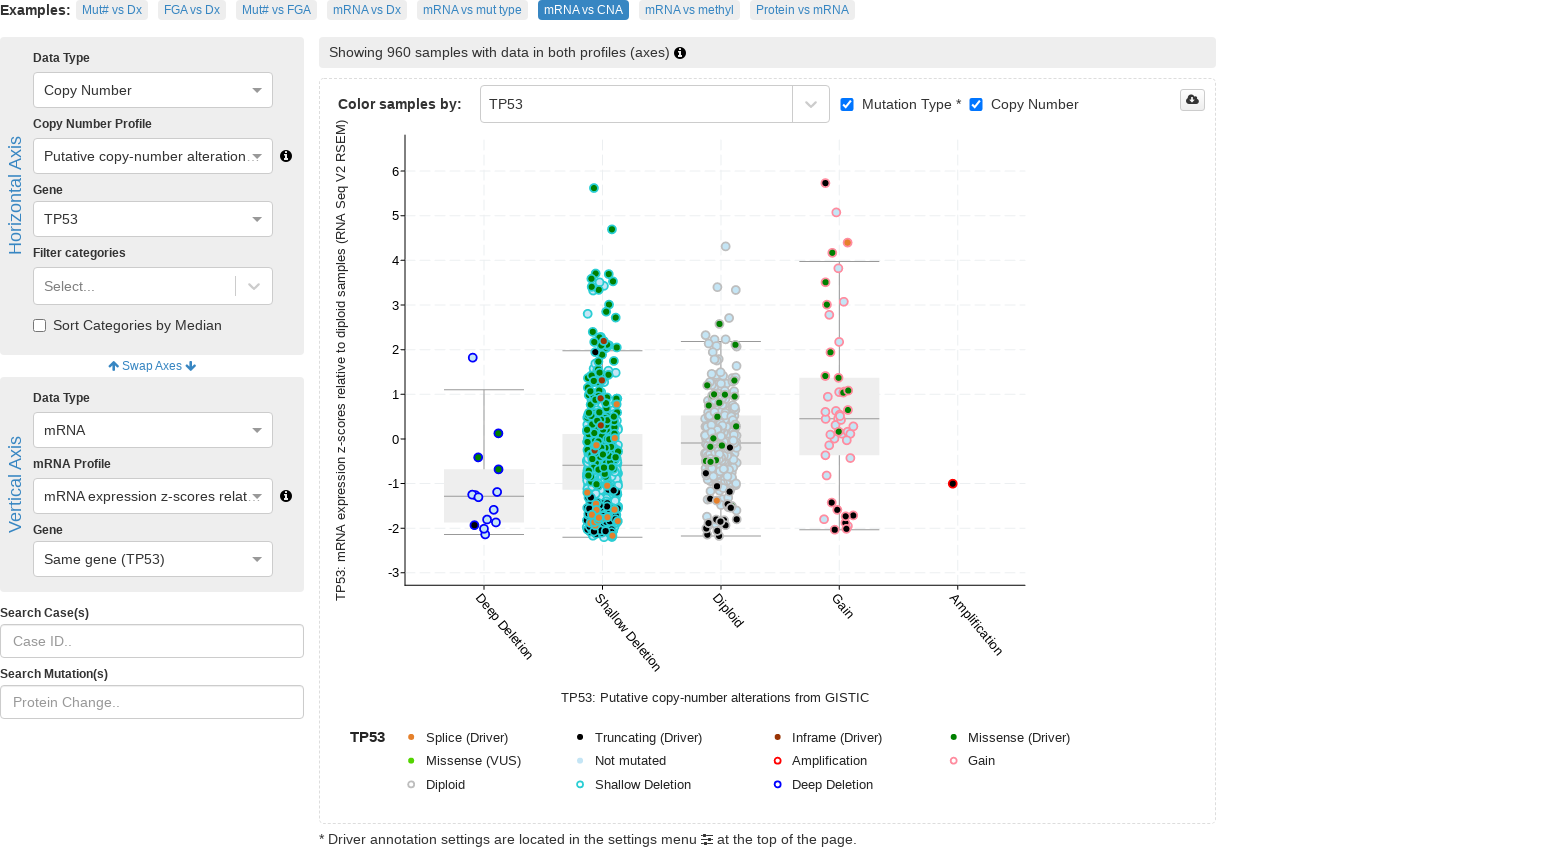 Examples: Mut# vs Dx FGA vs Dx Mut# vs FGA mRNA vs Dx mRNA vs mut type mRNA vs CNA mRNA vs methyl Protein vs mRNA
Horizontal Axis
Data Type
Copy Number
Copy Number Profile
Putative copy-number alteration...
Gene
TP53
Filter categories
Select...
Sort Categories by Median
Swap Axes
Vertical Axis
Data Type
mRNA
mRNA Profile
mRNA expression z-scores relat...
Gene
Same gene (TP53)
Search Case(s)
Case ID..
Search Mutation(s)
Protein Change..
Showing 960 samples with data in both profiles (axes)
Color samples by: TP53 Mutation Type * Copy Number
TP53: mRNA expression z-scores relative to diploid samples (RNA Seq V2 RSEM)
6
5
4
3
2
1
0
-1
-2
-3
Deep Deletion
Shallow Deletion
Diploid
Gain
Amplification
TP53: Putative copy-number alterations from GISTIC
TP53 Splice (Driver) Truncating (Driver) Inframe (Driver) Missense (Driver)
Missense (VUS) Not mutated Amplification Gain
Diploid Shallow Deletion Deep Deletion
* Driver annotation settings are located in the settings menu at the top of the page.